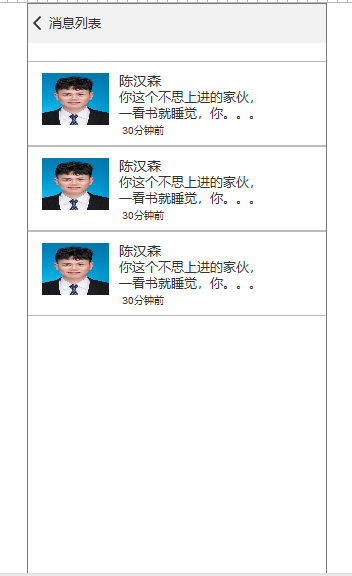 消息列表
陈汉森
你这个不思上进的家伙，
一看书就睡觉，你。。。
30分钟前
陈汉森
你这个不思上进的家伙，
一看书就睡觉，你。。。
30分钟前
陈汉森
你这个不思上进的家伙，
一看书就睡觉，你。。。
30分钟前